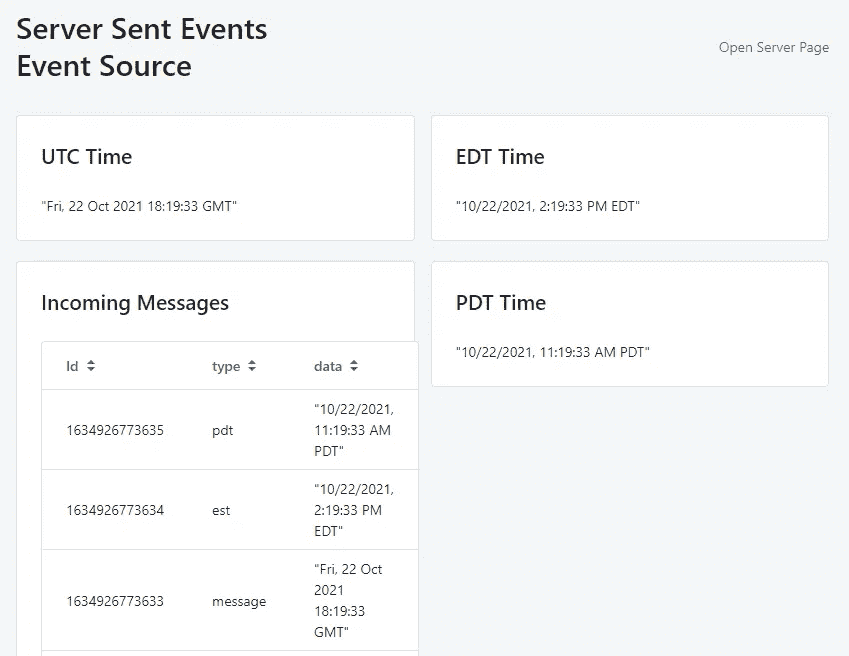 Server Sent Events
Event Source
Open Server Page
UTC Time
"Fri, 22 Oct 2021 18:19:33 GMT"
EDT Time
"10/22/2021, 2:19:33 PM EDT"
Incoming Messages
Id type data
1634926773635 pdt "10/22/2021,
11:19:33 AM
PDT"
1634926773634 est "10/22/2021,
2:19:33 PM
EDT"
1634926773633 message "Fri, 22 Oct
2021
18:19:33
GMT"
PDT Time
"10/22/2021, 11:19:33 AM PDT"